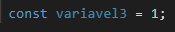 const variavel3 = 1;